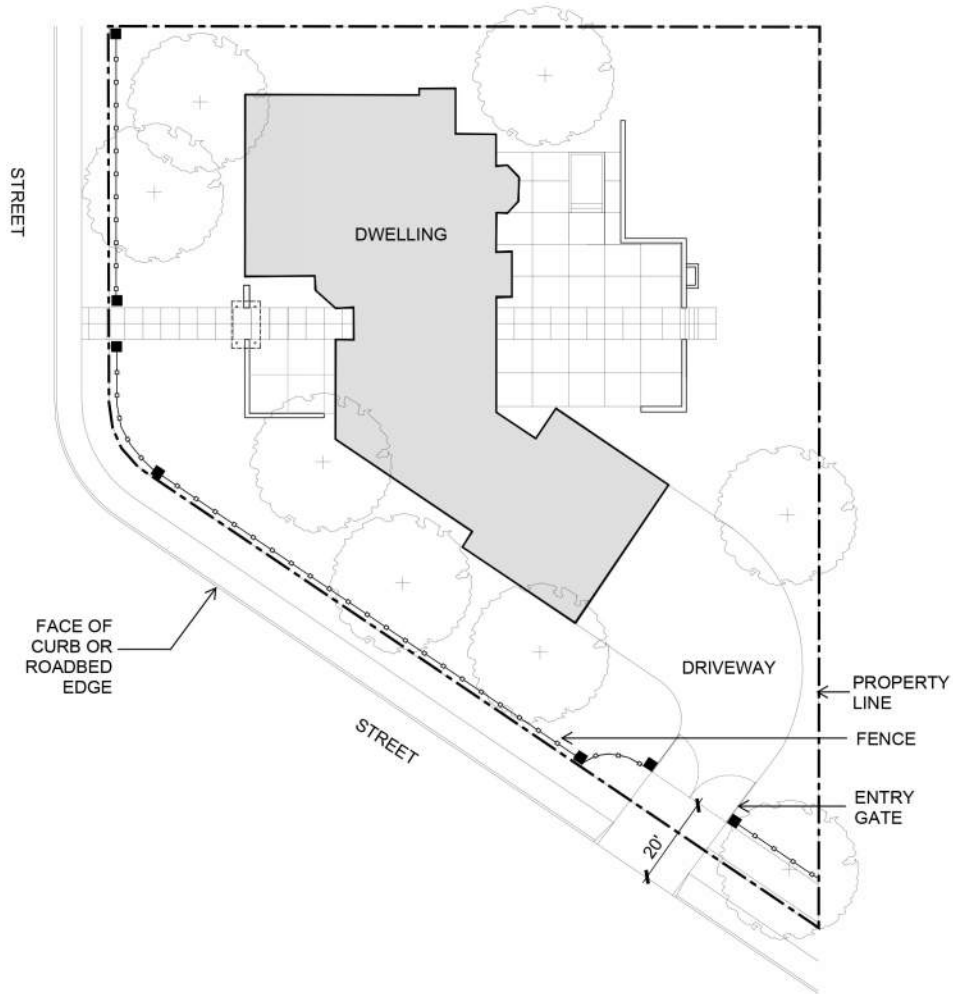 STREET
DWELLING
FACE OF
CURB OR
ROADBED
EDGE
STREET
DRIVEWAY
PROPERTY
LINE
FENCE
ENTRY
GATE
20'